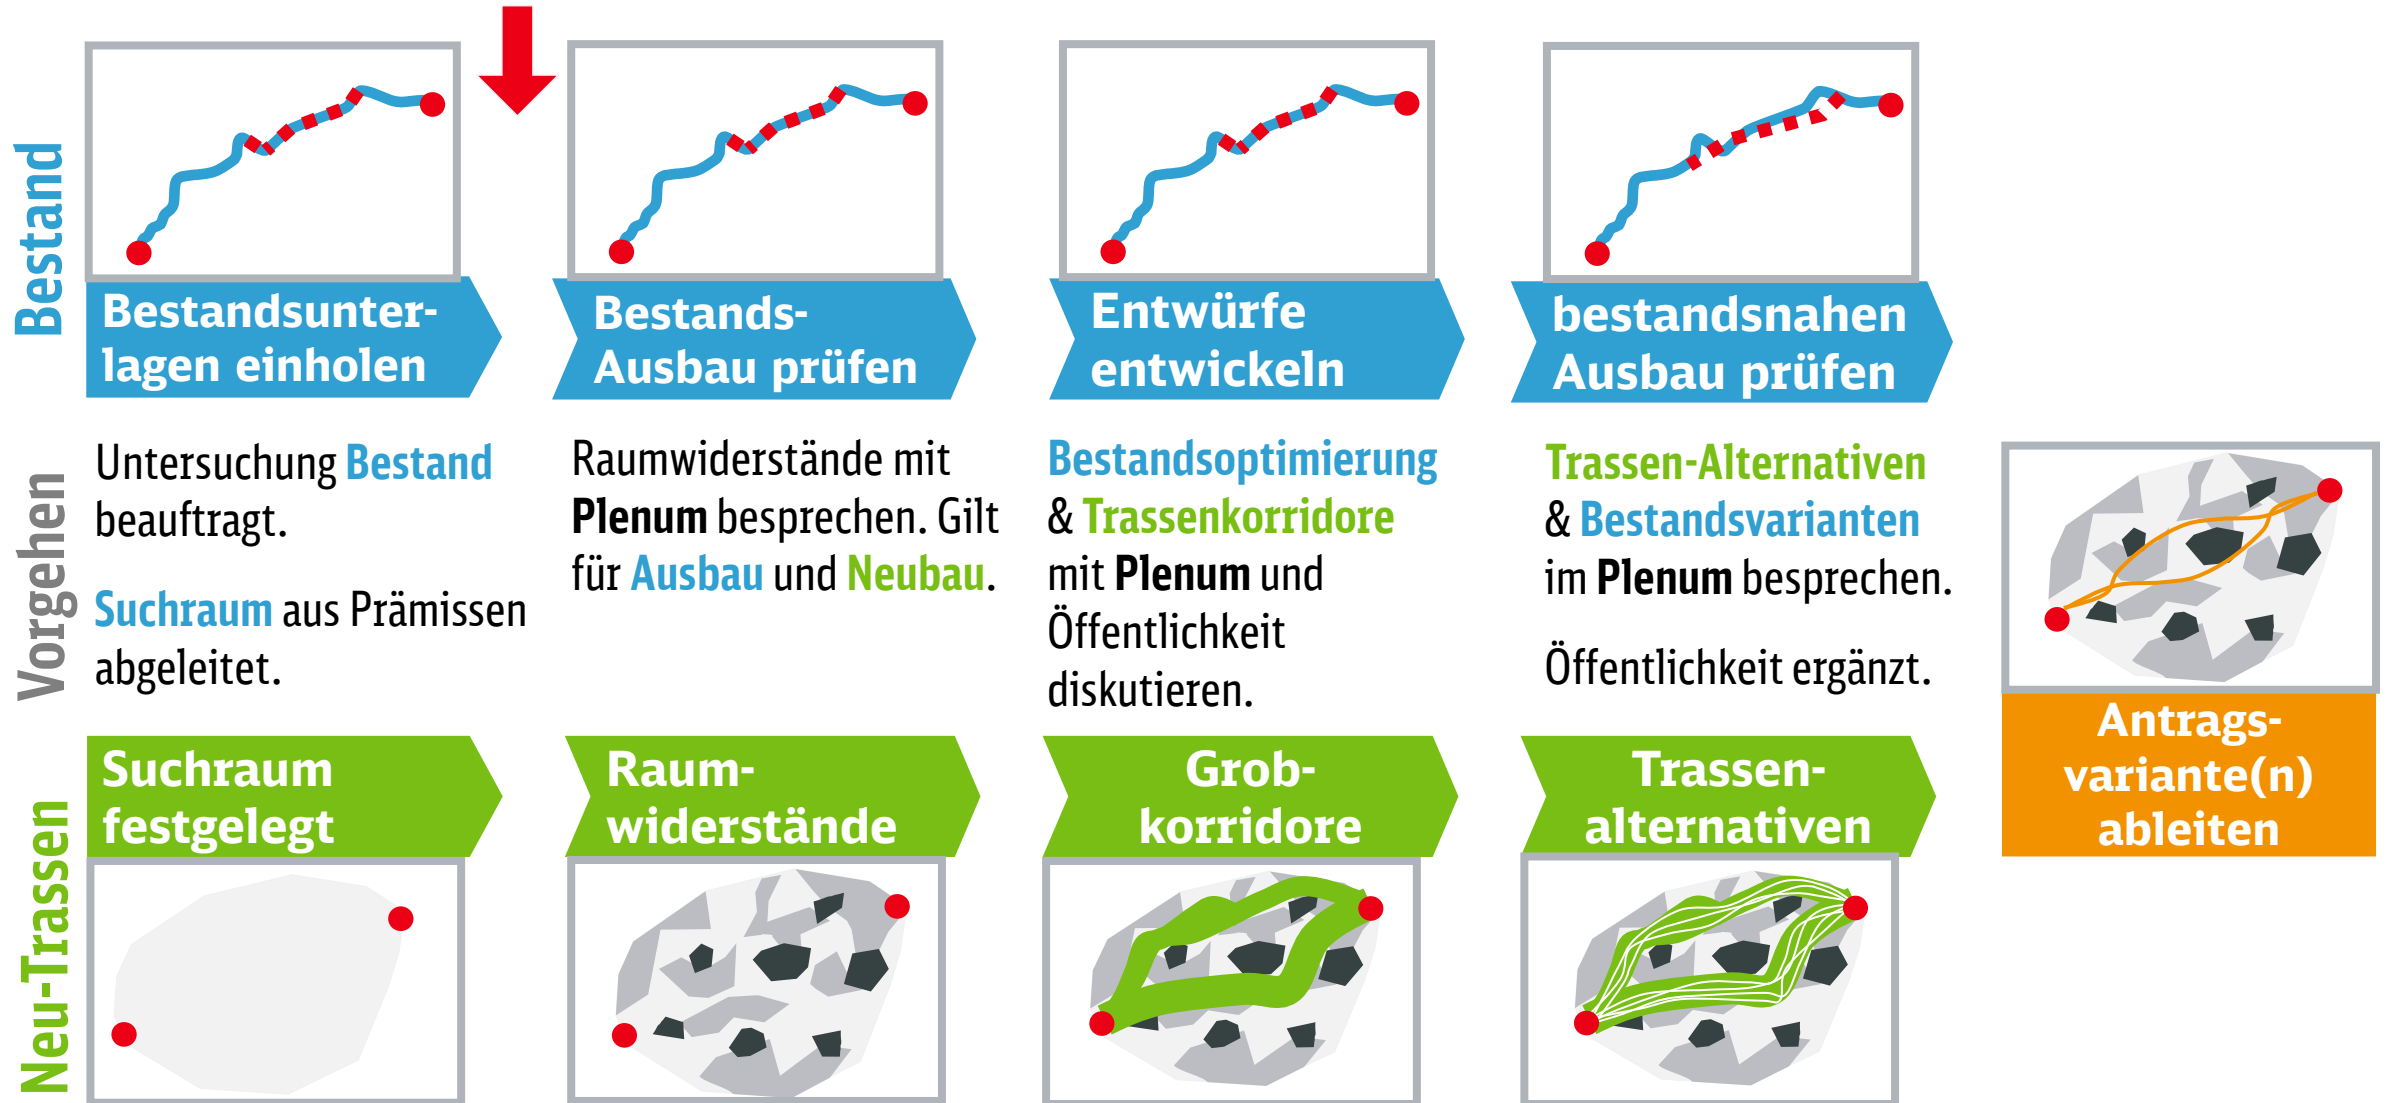 Bestand
Bestandsunter-
lagen einholen
Bestands-
Ausbau prüfen
Entwürfe
entwickeln
bestandsnahen
Ausbau prüfen
Vorgehen
Untersuchung Bestand
beauftragt.
Suchraum aus Prämissen
abgeleitet.
Raumwiderstände mit
Plenum besprechen. Gilt
für Ausbau und Neubau.
Bestandsoptimierung
& Trassenkorridore
mit Plenum und
Öffentlichkeit
diskutieren.
Trassen-Alternativen
& Bestandsvarianten
im Plenum besprechen.
Öffentlichkeit ergänzt.
Antrags-
variante(n)
ableiten
Neu-Trassen
Suchraum
festgelegt
Raum-
widerstände
Grob-
korridore
Trassen-
alternativen